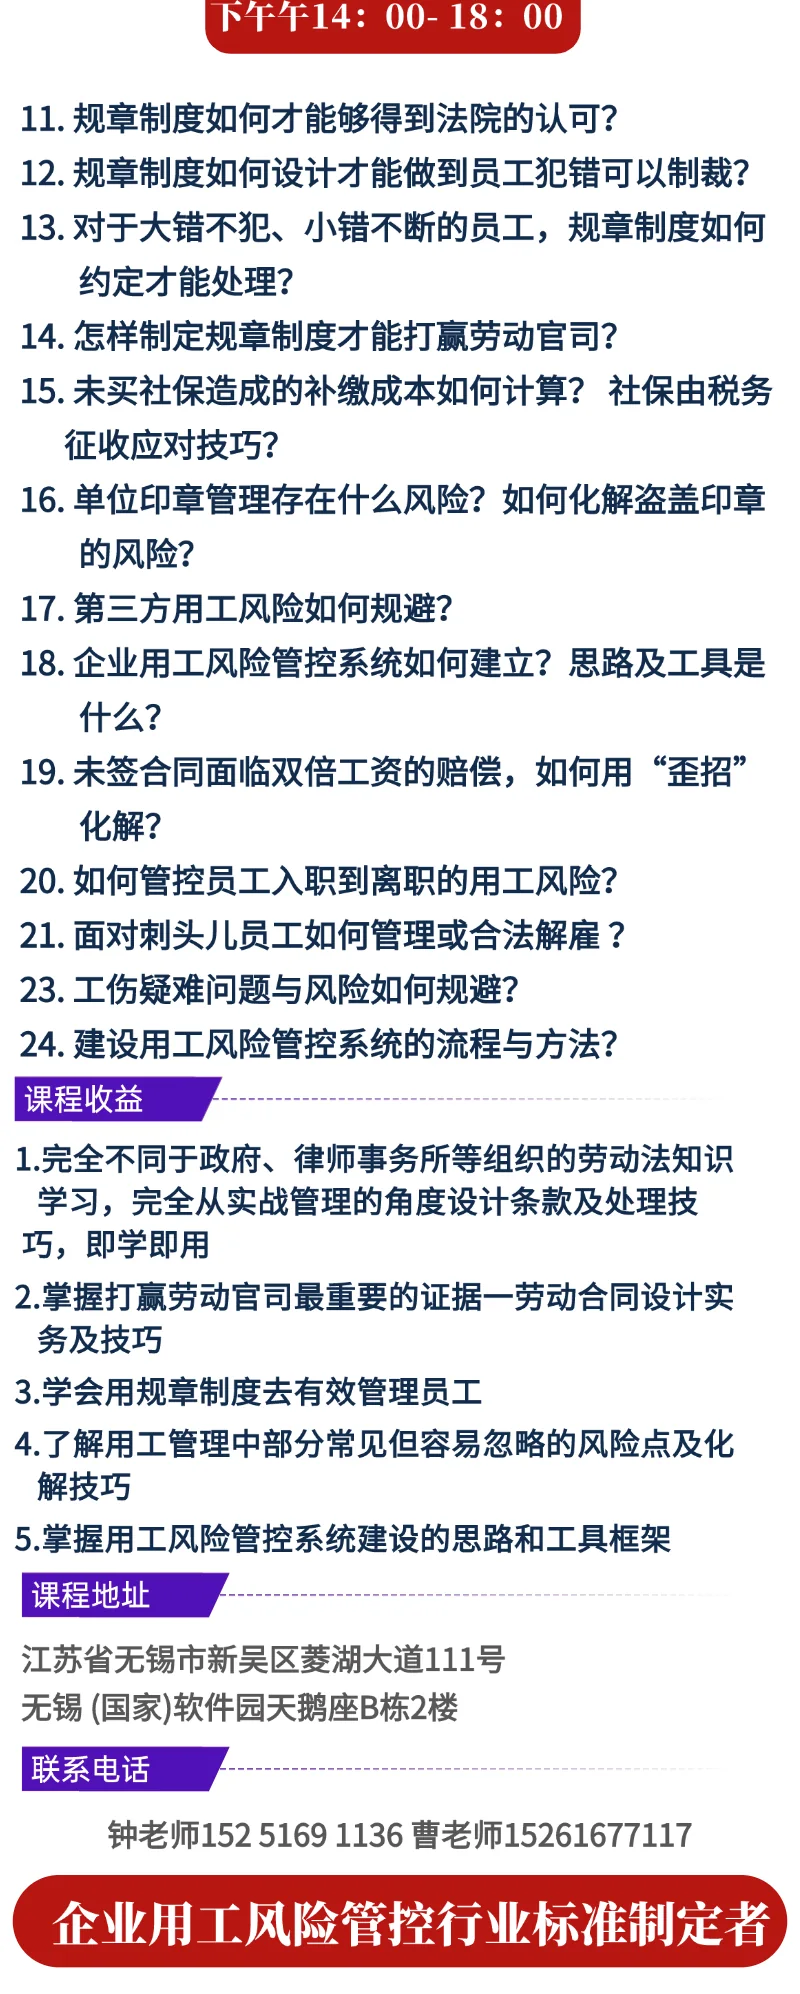 下午午14：00- 18：00
11. 规章制度如何才能够得到法院的认可？
12. 规章制度如何设计才能做到员工犯错可以制裁？
13. 对于大错不犯、小错不断的员工，规章制度如何
约定才能处理？
14. 怎样制定规章制度才能打赢劳动官司？
15. 未买社保造成的补缴成本如何计算？ 社保由税务
征收应对技巧？
16. 单位印章管理存在什么风险？如何化解盗盖印章
的风险？
17. 第三方用工风险如何规避？
18. 企业用工风险管控系统如何建立？思路及工具是
什么？
19. 未签合同面临双倍工资的赔偿，如何用“歪招”
化解？
20. 如何管控员工入职到离职的用工风险？
21. 面对刺头儿员工如何管理或合法解雇 ？
23. 工伤疑难问题与风险如何规避？
24. 建设用工风险管控系统的流程与方法？
课程收益
1.完全不同于政府、律师事务所等组织的劳动法知识
学习，完全从实战管理的角度设计条款及处理技
巧，即学即用
2.掌握打赢劳动官司最重要的证据一劳动合同设计实
务及技巧
3.学会用规章制度去有效管理员工
4.了解用工管理中部分常见但容易忽略的风险点及化
解技巧
5.掌握用工风险管控系统建设的思路和工具框架
课程地址
江苏省无锡市新吴区菱湖大道111号
无锡 (国家)软件园天鹅座B栋2楼
联系电话
钟老师152 5169 1136 曹老师15261677117
企业用工风险管控行业标准制定者